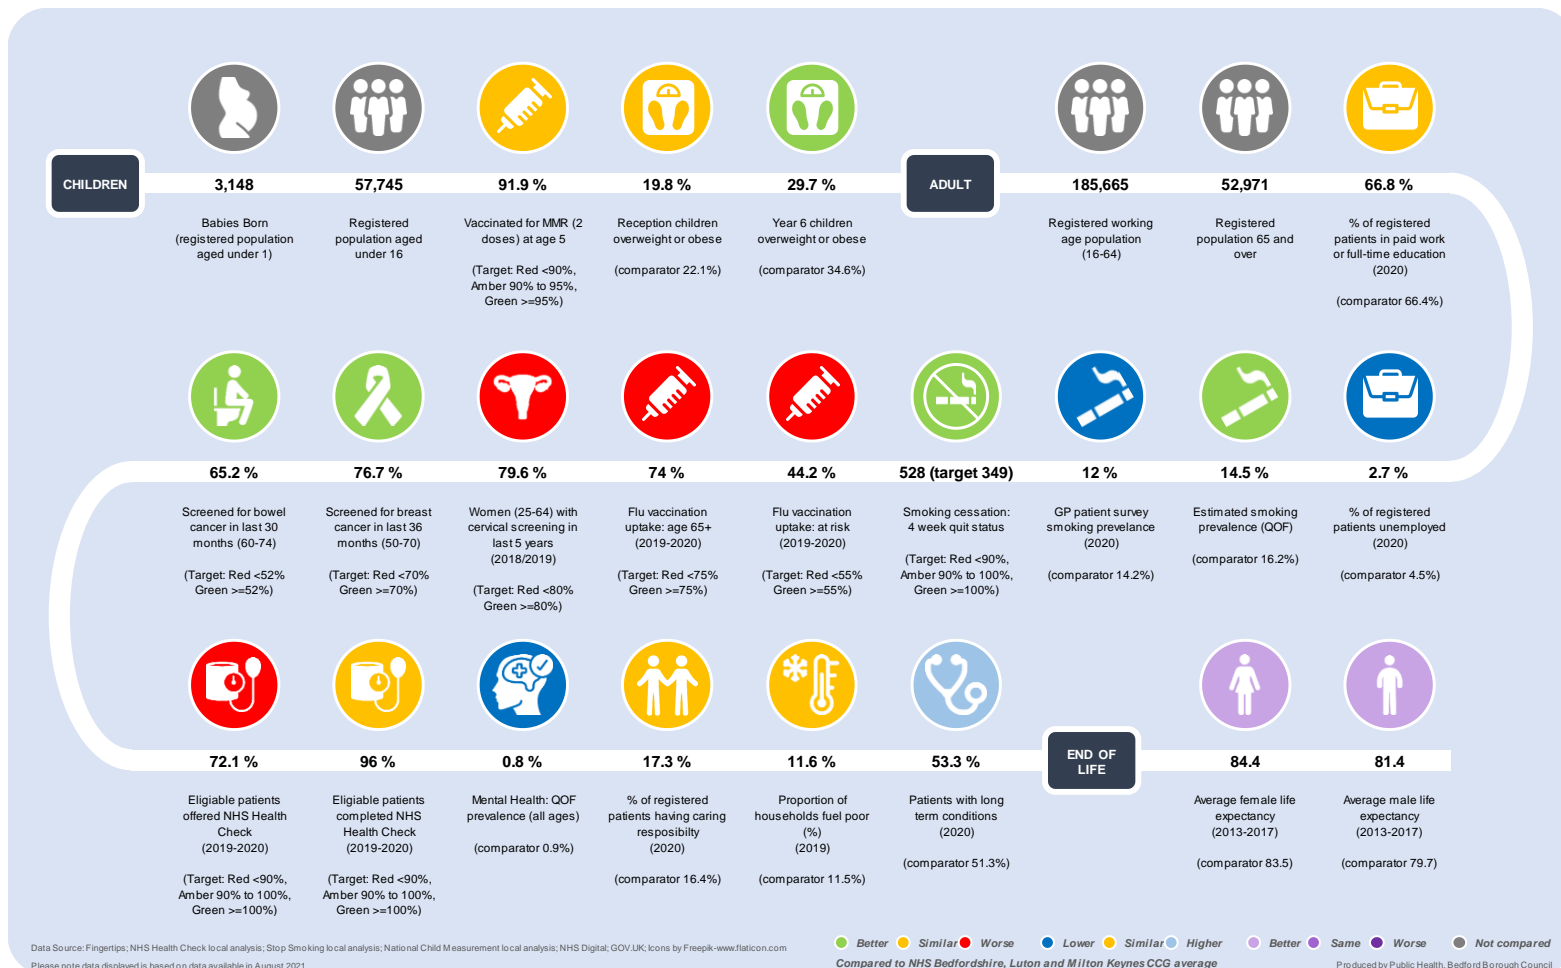 CHILDREN
3,148
57,745
91.9 %
19.8 %
29.7 %
ADULT
185,665
52,971
66.8 %
Babies Born
(registered population
aged under 1)
Registered
population aged
under 16
Vaccinated for MMR (2
doses) at age 5
(Target: Red <90%,
Amber 90% to 95%,
Green >=95%)
Reception children
overweight or obese
(comparator 22.1%)
Year 6 children
overweight or obese
(comparator 34.6%)
Registered working
age population
(16-64)
Registered
population 65 and
over
% of registered
patients in paid work
or full-time education
(2020)
(comparator 66.4%)
65.2 %
76.7 %
79.6 %
74 %
44.2 %
528 (target 349)
12 %
14.5 %
2.7 %
Screened for bowel
cancer in last 30
months (60-74)
(Target: Red <52%
Green >=52%)
Screened for breast
cancer in last 36
months (50-70)
(Target: Red <70%
Green >=70%)
Women (25-64) with
cervical screening in
last 5 years
(2018/2019)
(Target: Red <80%
Green >=80%)
Flu vaccination
uptake: age 65+
(2019-2020)
(Target: Red <75%
Green >=75%)
Flu vaccination
uptake: at risk
(2019-2020)
(Target: Red <55%
Green >=55%)
Smoking cessation:
4 week quit status
(Target: Red <90%,
Amber 90% to 100%,
Green >=100%)
GP patient survey
smoking prevelance
(2020)
(comparator 14.2%)
Estimated smoking
prevalence (QOF)
(comparator 16.2%)
% of registered
patients unemployed
(2020)
(comparator 4.5%)
72.1 %
96 %
0.8 %
17.3 %
11.6 %
53.3 %
END OF
LIFE
84.4
81.4
Eligiable patients
offered NHS Health
Check
(2019-2020)
(Target: Red <90%,
Amber 90% to 100%,
Green >=100%)
Eligiable patients
completed NHS
Health Check
(2019-2020)
(Target: Red <90%,
Amber 90% to 100%,
Green >=100%)
Mental Health: QOF
prevalence (all ages)
(comparator 0.9%)
% of registered
patients having caring
resposibilty
(2020)
(comparator 16.4%)
Proportion of
households fuel poor
(%)
(2019)
(comparator 11.5%)
Patients with long
term conditions
(2020)
(comparator 51.3%)
Average female life
expectancy
(2013-2017)
(comparator 83.5)
Average male life
expectancy
(2013-2017)
(comparator 79.7)
Data Source: Fingertips; NHS Health Check local analysis; Stop Smoking local analysis; National Child Measurement local analysis; NHS Digital; GOV.UK; Icons by Freepik-www.flaticon.com
Better Similar Worse Lower Similar Higher Better Same Worse Not compared
Please note data displayed is based on data available in August 2021
Compared to NHS Bedfordshire, Luton and Milton Keynes CCG average
Produced by Public Health, Bedford Borough Council